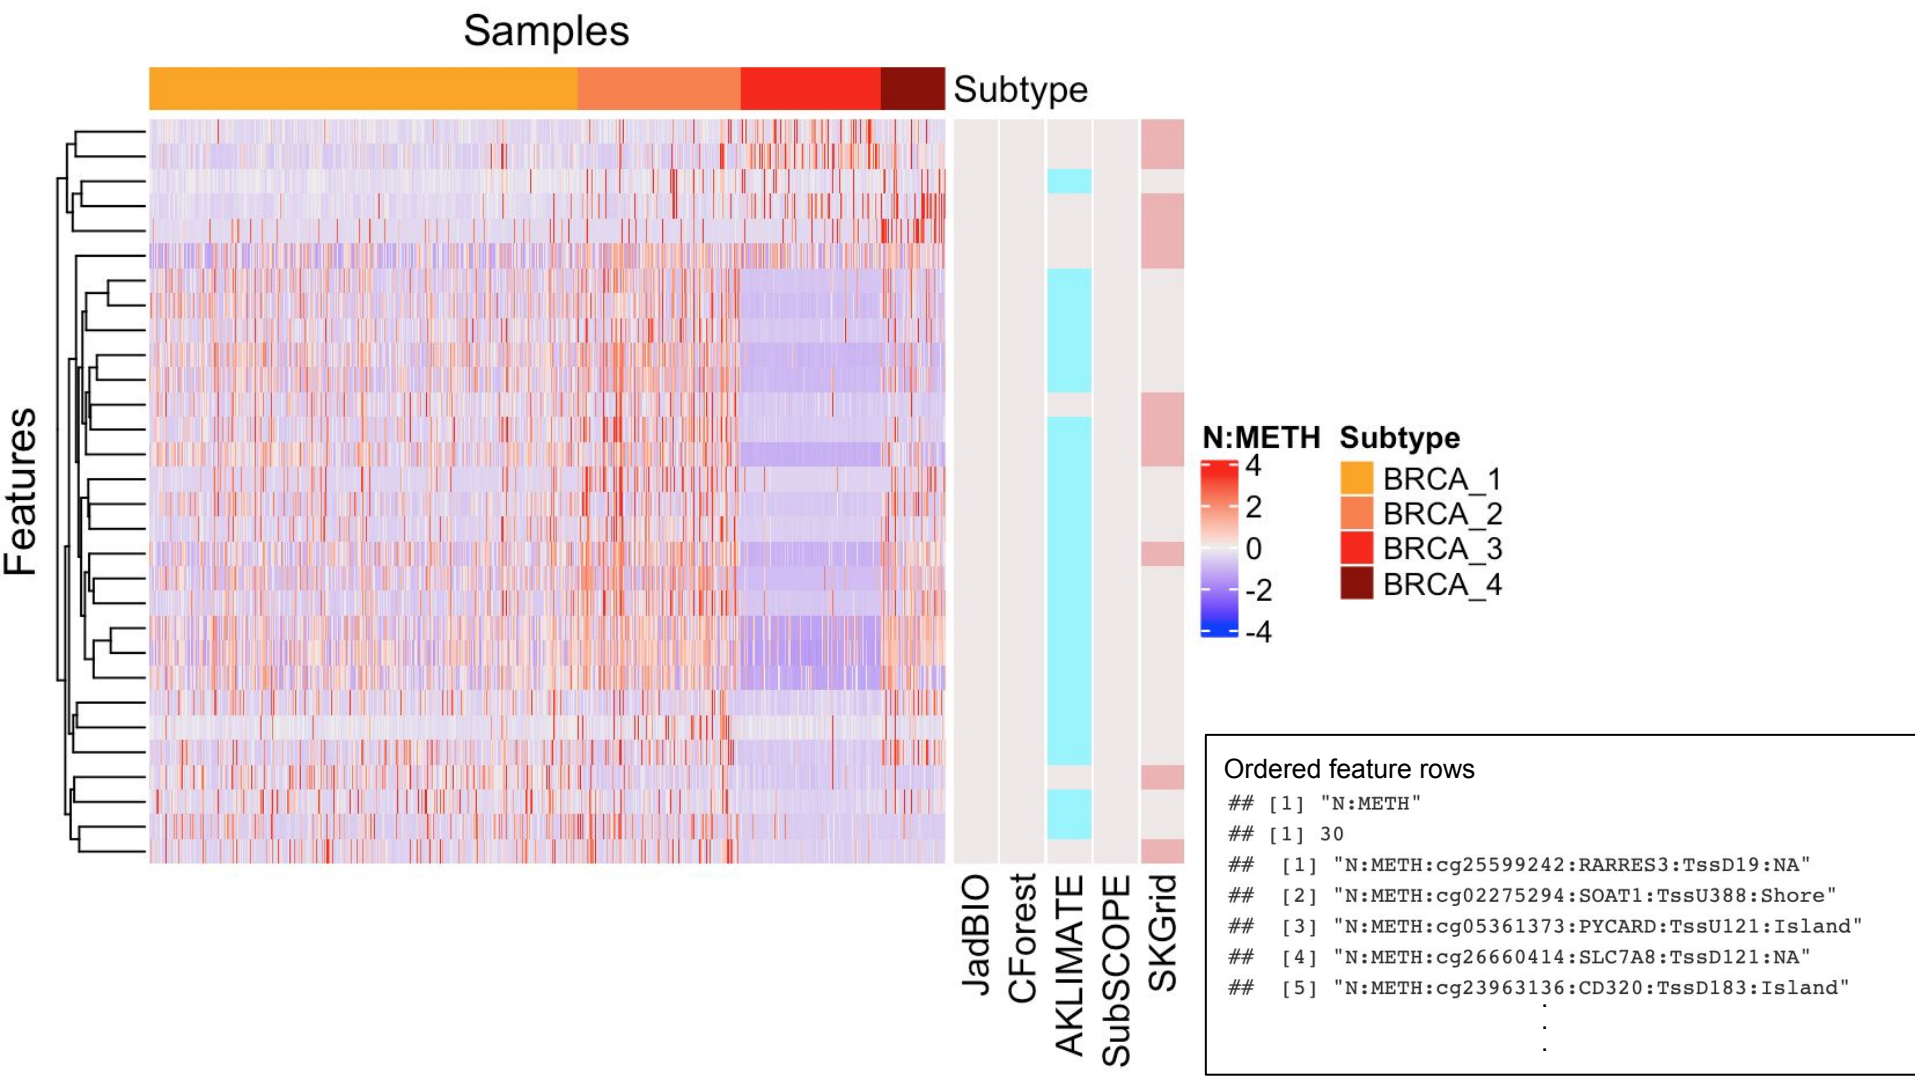 Samples
Subtype
Features
JadBIO
CForest
AKLIMATE
SubSCOPE
SKGrid
N:METH
4
2
0
-2
-4
Subtype
BRCA_1
BRCA_2
BRCA_3
BRCA_4
Ordered feature rows
## [1] "N:METH"
## [1] 30
##  [1] "N:METH:cg25599242:RARRES3:TssD19:NA"
##  [2] "N:METH:cg02275294:SOAT1:TssU388:Shore"
##  [3] "N:METH:cg05361373:PYCARD:TssU121:Island"
##  [4] "N:METH:cg26660414:SLC7A8:TssD121:NA"
##  [5] "N:METH:cg23963136:CD320:TssD183:Island"
.
.
.